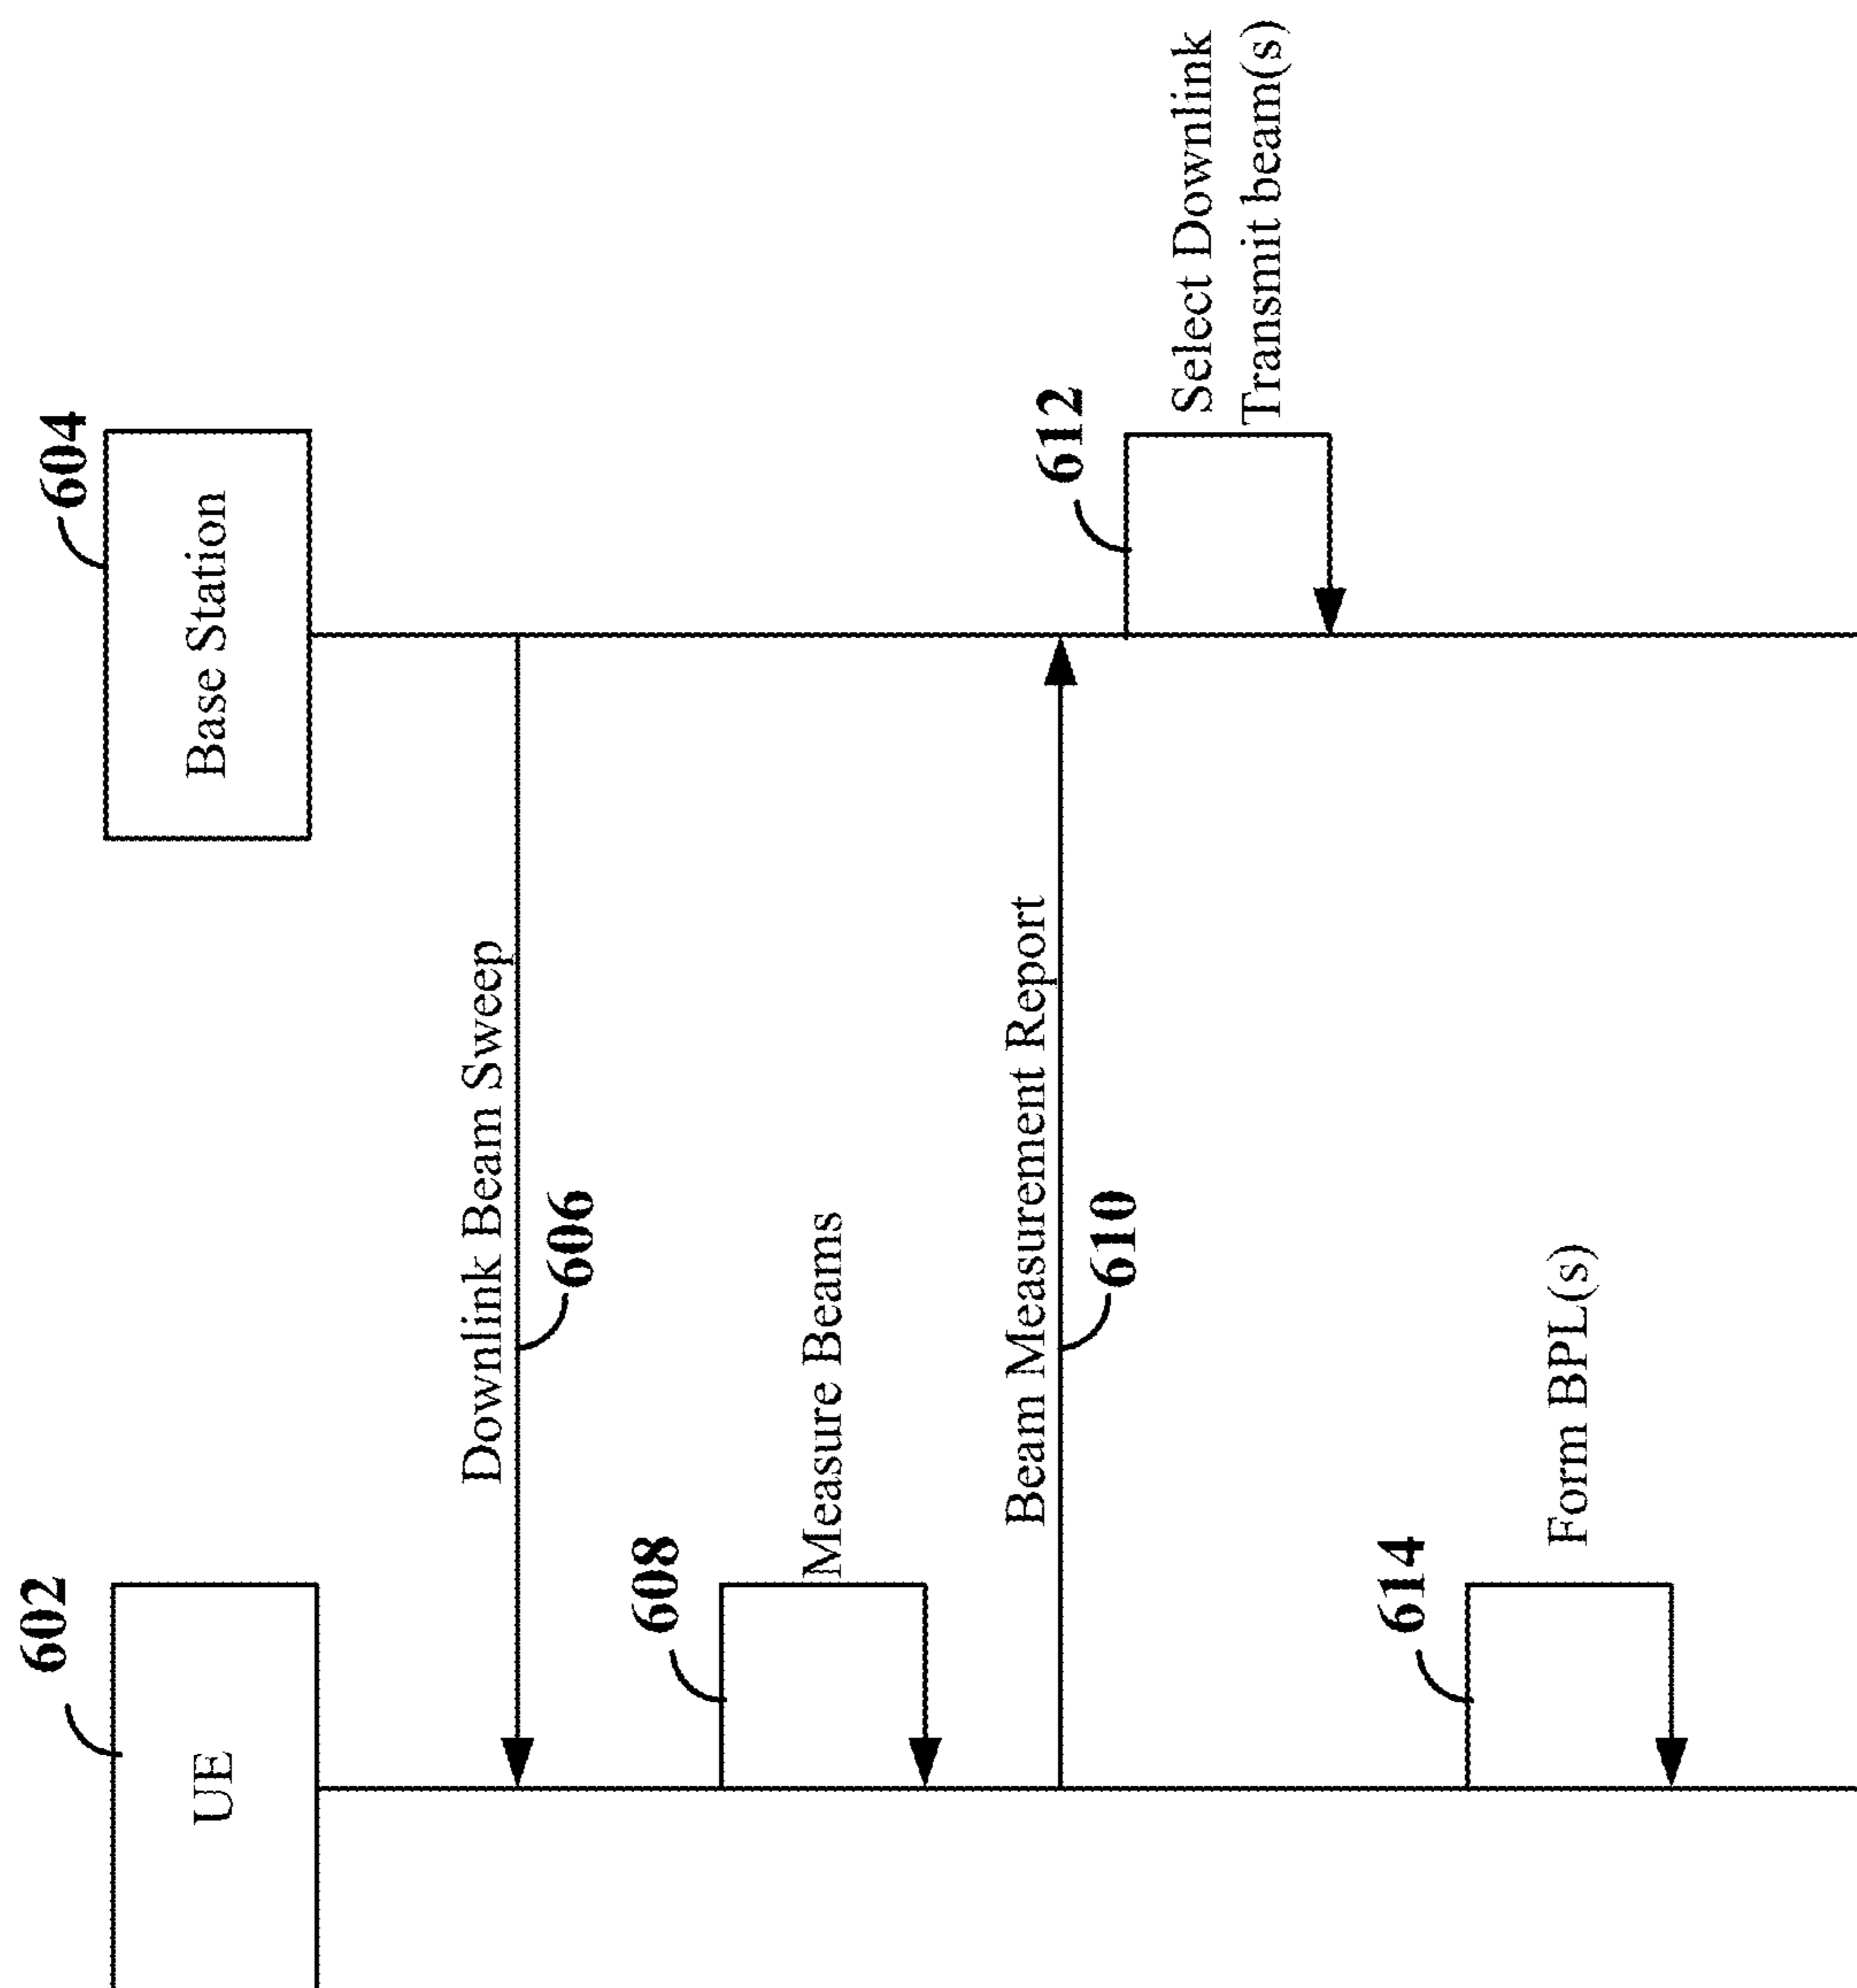 602
UE
604
Base Station
Downlink Beam Sweep
606
608
Measure Beams
Beam Measurement Report
610
612
Select Downlink
Transmit beam(s)
614
Form BPL(s)